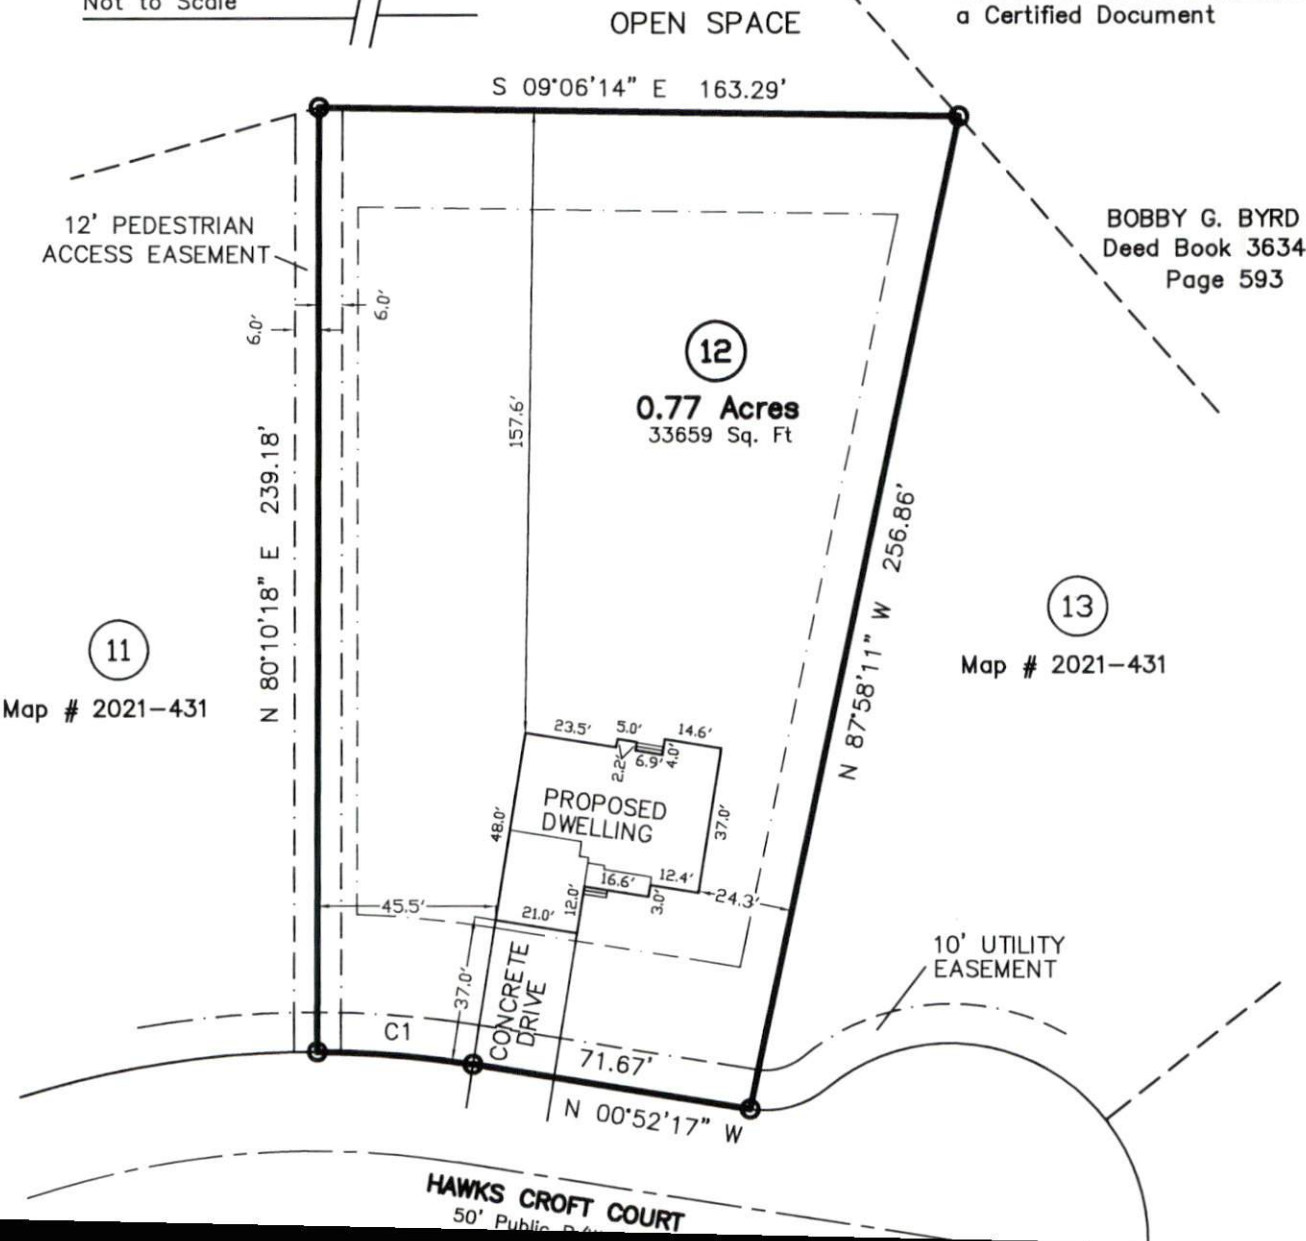 Not to Scale
OPEN SPACE
a Certified Document
S 09°06'14" E 163.29'
12' PEDESTRIAN
ACCESS EASEMENT
BOBBY G. BYRD
Deed Book 3634
Page 593
6.0'
6.0'
12
0.77 Acres
33659 Sq. Ft
157.6'
N 80°10'18" E 239.18'
N 87°58'11" W 256.86'
11
Map # 2021-431
13
Map # 2021-431
23.5'
5.0'
14.6'
2.2'
6.9'
4.0'
PROPOSED
DWELLING
48.0'
37.0'
16.6'
12.4'
12.0'
3.0'
24.3'
45.5'
21.0'
37.0'
CONCRETE
DRIVE
10' UTILITY
EASEMENT
C1
71.67'
N 00°52'17" W
HAWKS CROFT COURT
50' Public